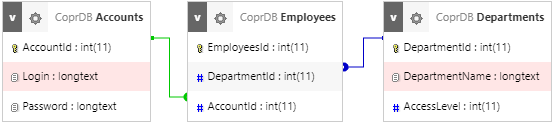 v CoprDB Accounts
AccountId : int(11)
Login : longtext
Password : longtext
v CoprDB Employees
EmployeesId : int(11)
# DepartmentId : int(11)
# AccountId : int(11)
v CoprDB Departments
DepartmentId : int(11)
DepartmentName : longtext
# AccessLevel : int(11)